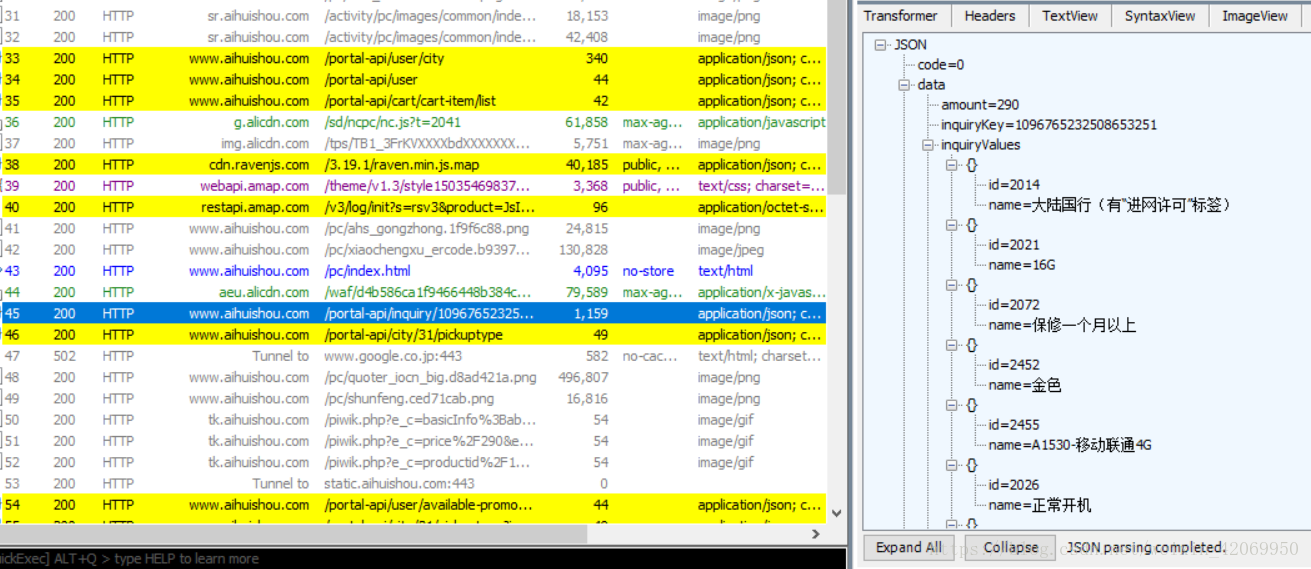 31 200 HTTP sr.aihuishou.com /activity/pc/images/common/inde... 18,153 image/png
32 200 HTTP sr.aihuishou.com /activity/pc/images/common/inde... 42,408 image/png
33 200 HTTP www.aihuishou.com /portal-api/user/city 340 application/json; c...
34 200 HTTP www.aihuishou.com /portal-api/user 44 application/json; c...
35 200 HTTP www.aihuishou.com /portal-api/cart/cart-item/list 42 application/json; c...
36 200 HTTP g.alicdn.com /sd/ncpc/nc.js?t=2041 61,858 max-ag... application/javascript
37 200 HTTP img.alicdn.com /tps/TB1_3FrKVXXXXbdXXXXXXX... 5,751 max-ag... image/png
38 200 HTTP cdn.ravenjs.com /3.19.1/raven.min.js.map 40,185 public, ... application/json; c...
39 200 HTTP webapi.amap.com /theme/v1.3/style15035469837... 3,368 public, ... text/css; charset=...
40 200 HTTP restapi.amap.com /v3/log/init?s=rsv3&product=JsI... 96 application/octet-s...
41 200 HTTP www.aihuishou.com /pc/ahs_gongzhong.1f9f6c88.png 24,815 image/png
42 200 HTTP www.aihuishou.com /pc/xiaochengxu_ercode.b9397... 130,828 image/jpeg
43 200 HTTP www.aihuishou.com /pc/index.html 4,095 no-store text/html
44 200 HTTP aeu.alicdn.com /waf/d4b586ca1f9466448b384c... 79,589 max-ag... application/x-javas...
45 200 HTTP www.aihuishou.com /portal-api/inquiry/10967652325... 1,159 application/json; c...
46 200 HTTP www.aihuishou.com /portal-api/city/31/pickuptype 49 application/json; c...
47 502 HTTP Tunnel to www.google.co.jp:443 582 no-cac... text/html; charset...
48 200 HTTP www.aihuishou.com /pc/quoter_iocn_big.d8ad421a.png 496,807 image/png
49 200 HTTP www.aihuishou.com /pc/shunfeng.ced71cab.png 16,816 image/png
50 200 HTTP tk.aihuishou.com /piwik.php?e_c=basicInfo%3Bab... 54 image/gif
51 200 HTTP tk.aihuishou.com /piwik.php?e_c=price%2F290&e... 54 image/gif
52 200 HTTP tk.aihuishou.com /piwik.php?e_c=productid%2F1... 54 image/gif
53 200 HTTP Tunnel to static.aihuishou.com:443 0
54 200 HTTP www.aihuishou.com /portal-api/user/available-promo... 44 application/json; c...
ickExec] ALT+Q > type HELP to learn more
Transformer Headers TextView SyntaxView ImageView
JSON
code=0
data
amount=290
inquiryKey=1096765232508653251
inquiryValues
{}
id=2014
name=大陆国行（有“进网许可”标签）
{}
id=2021
name=16G
{}
id=2072
name=保修一个月以上
{}
id=2452
name=金色
{}
id=2455
name=A1530-移动联通4G
{}
id=2026
name=正常开机
{}
Expand All Collapse JSON parsing completed.